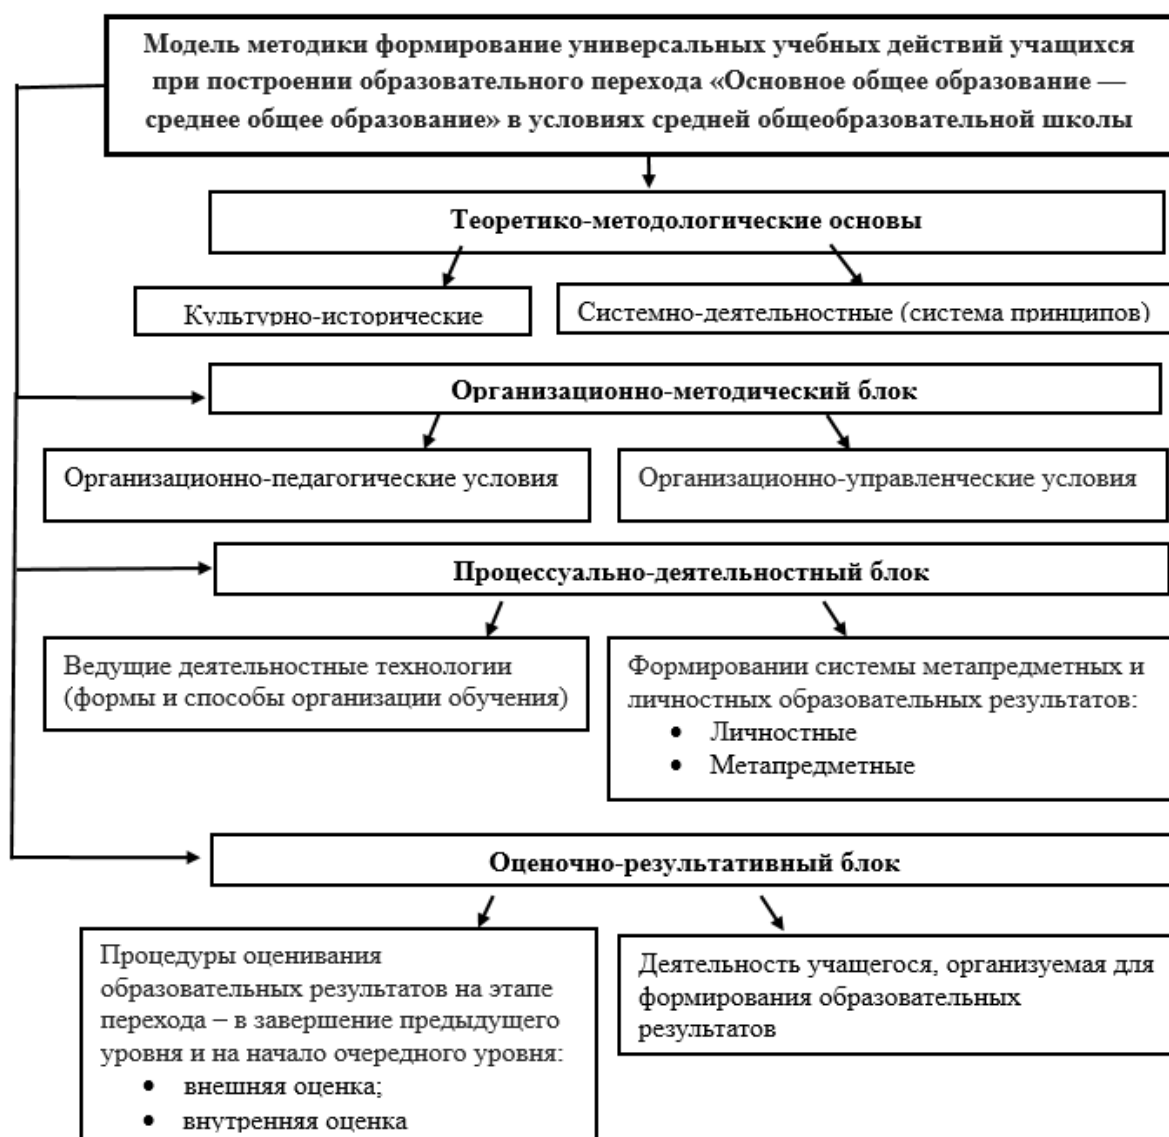 Модель методики формирование универсальных учебных действий учащихся
при построении образовательного перехода «Основное общее образование —
среднее общее образование» в условиях средней общеобразовательной школы
Теоретико-методологические основы
Культурно-исторические
Системно-деятельностные (система принципов)
Организационно-методический блок
Организационно-педагогические условия
Организационно-управленческие условия
Процессуально-деятельностный блок
Ведущие деятельностные технологии
(формы и способы организации обучения)
Формировании системы метапредметных и
личностных образовательных результатов:
• Личностные
• Метапредметные
Оценочно-результативный блок
Процедуры оценивания
образовательных результатов на этапе
перехода – в завершение предыдущего
уровня и на начало очередного уровня:
• внешняя оценка;
• внутренняя оценка
Деятельность учащегося, организуемая для
формирования образовательных
результатов